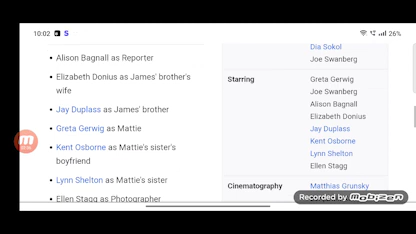 10:02 S 26%
Dia Sokol
Joe Swanberg
• Alison Bagnall as Reporter
• Elizabeth Donius as James' brother's
wife
• Jay Duplass as James' brother
• Greta Gerwig as Mattie
• Kent Osborne as Mattie's sister's
boyfriend
• Lynn Shelton as Mattie's sister
• Ellen Stagg as Photographer
Starring
Greta Gerwig
Joe Swanberg
Alison Bagnall
Elizabeth Donius
Jay Duplass
Kent Osborne
Lynn Shelton
Ellen Stagg
Cinematography
Matthias Grunsky
Recorded by Mobizen